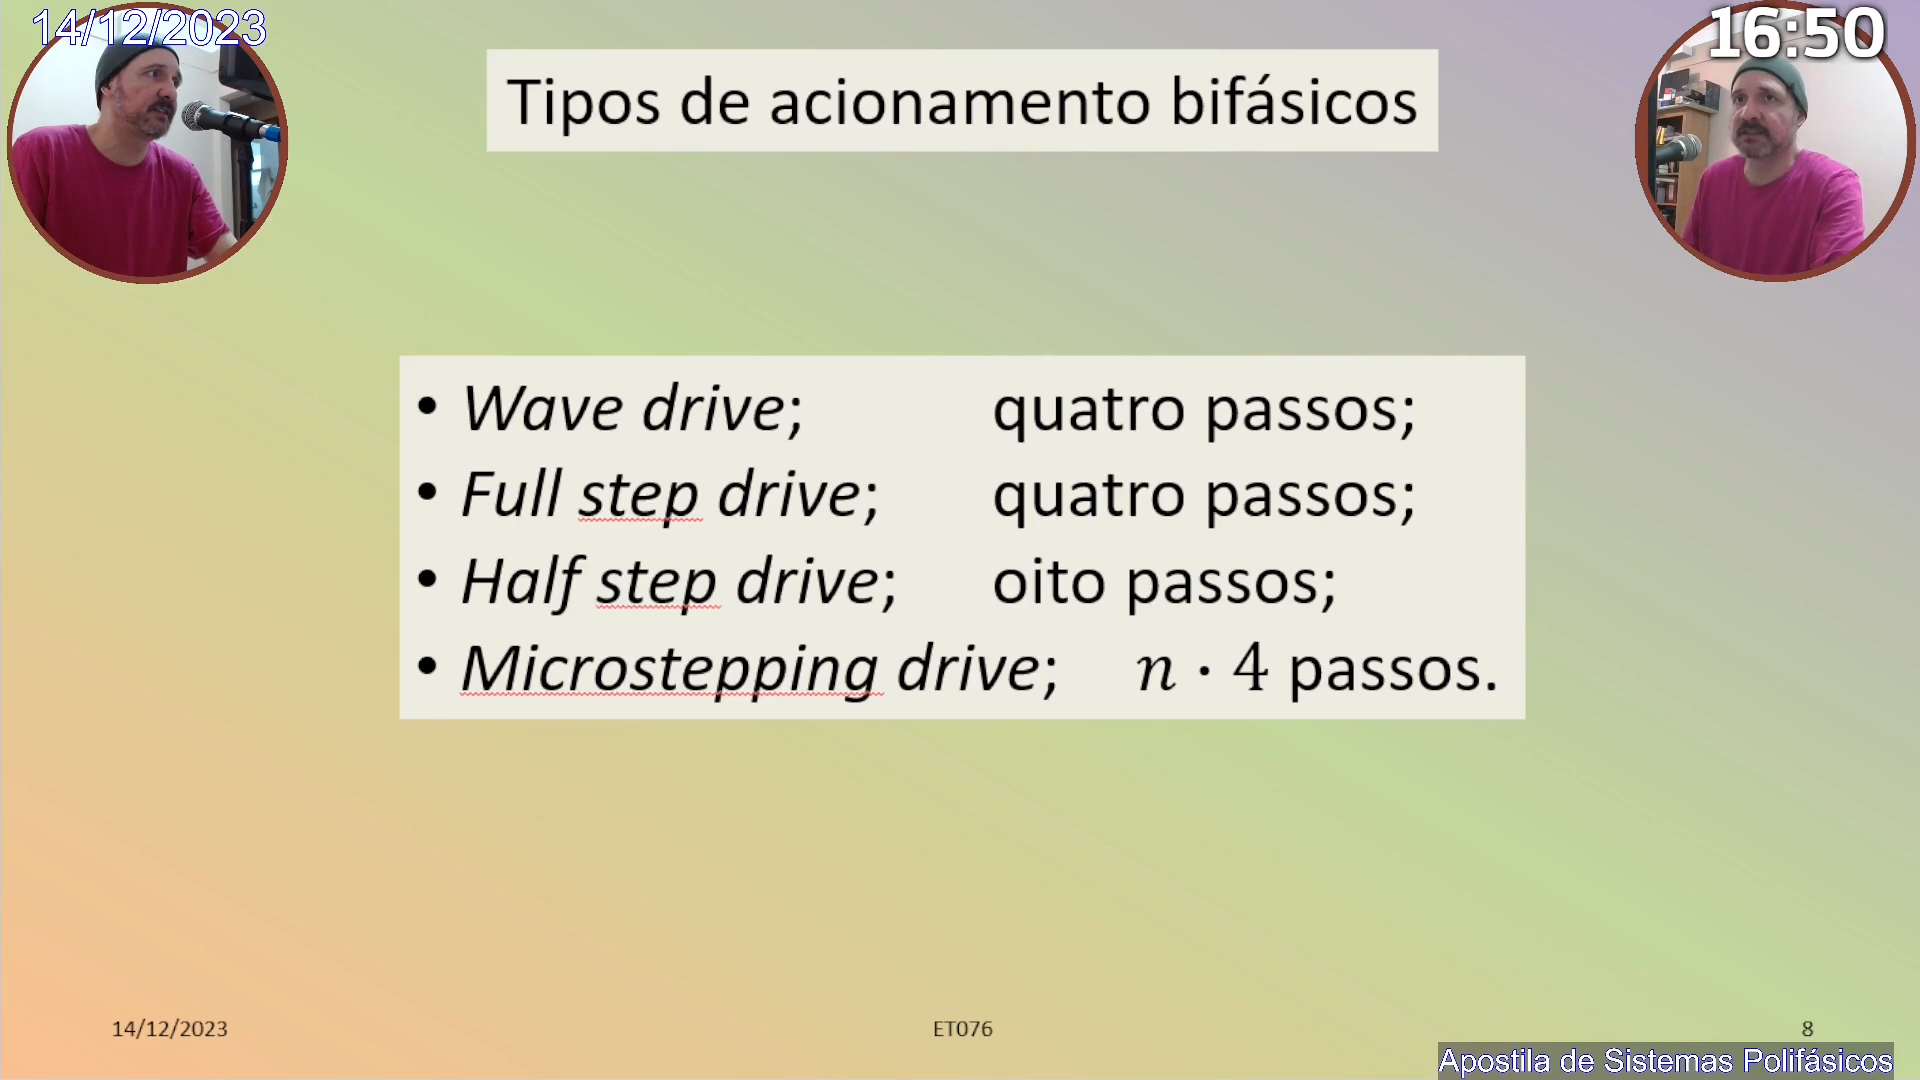 14/12/2023
16:50
Tipos de acionamento bifásicos
• Wave drive; quatro passos;
• Full step drive; quatro passos;
• Half step drive; oito passos;
• Microstepping drive; n · 4 passos.
14/12/2023 ET076 8
Apostila de Sistemas Polifásicos